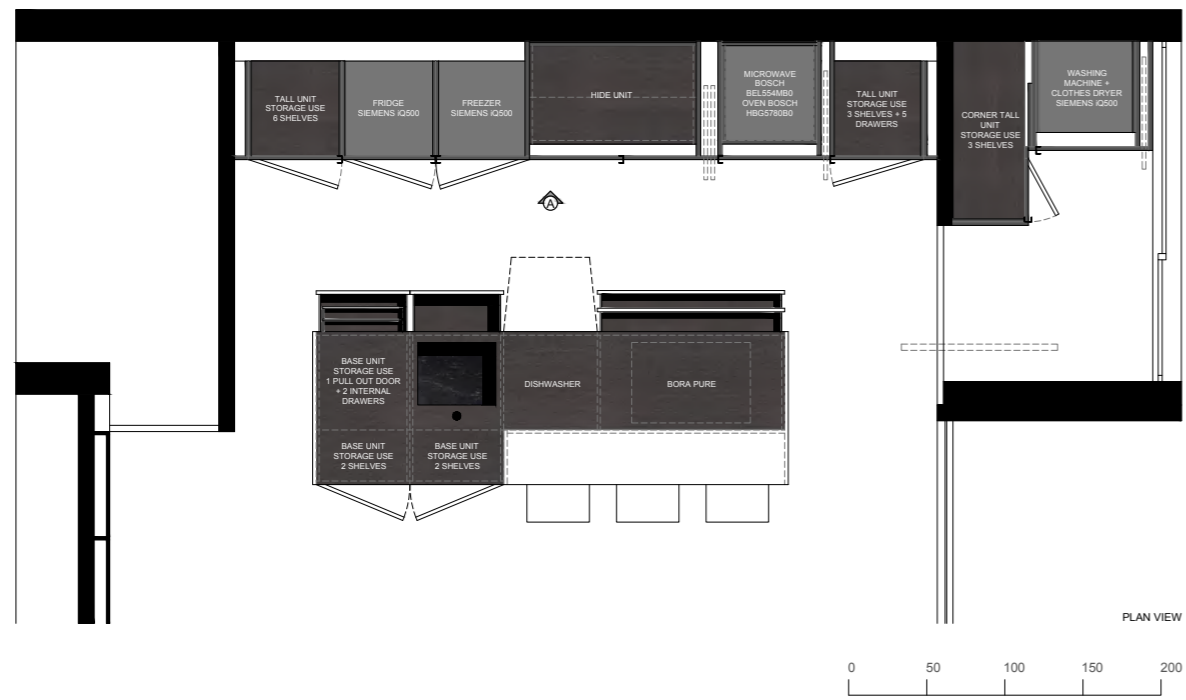 TALL UNIT
STORAGE USE
6 SHELVES
FRIDGE
SIEMENS iQ500
FREEZER
SIEMENS iQ500
HIDE UNIT
MICROWAVE
BOSCH
BEL554MB0
OVEN BOSCH
HBG5780B0
TALL UNIT
STORAGE USE
3 SHELVES + 5
DRAWERS
CORNER TALL
UNIT
STORAGE USE
3 SHELVES
WASHING
MACHINE +
CLOTHES DRYER
SIEMENS iQ500
A
BASE UNIT
STORAGE USE
1 PULL OUT DOOR
+ 2 INTERNAL
DRAWERS
DISHWASHER
BORA PURE
BASE UNIT
STORAGE USE
2 SHELVES
BASE UNIT
STORAGE USE
2 SHELVES
PLAN VIEW
0 50 100 150 200